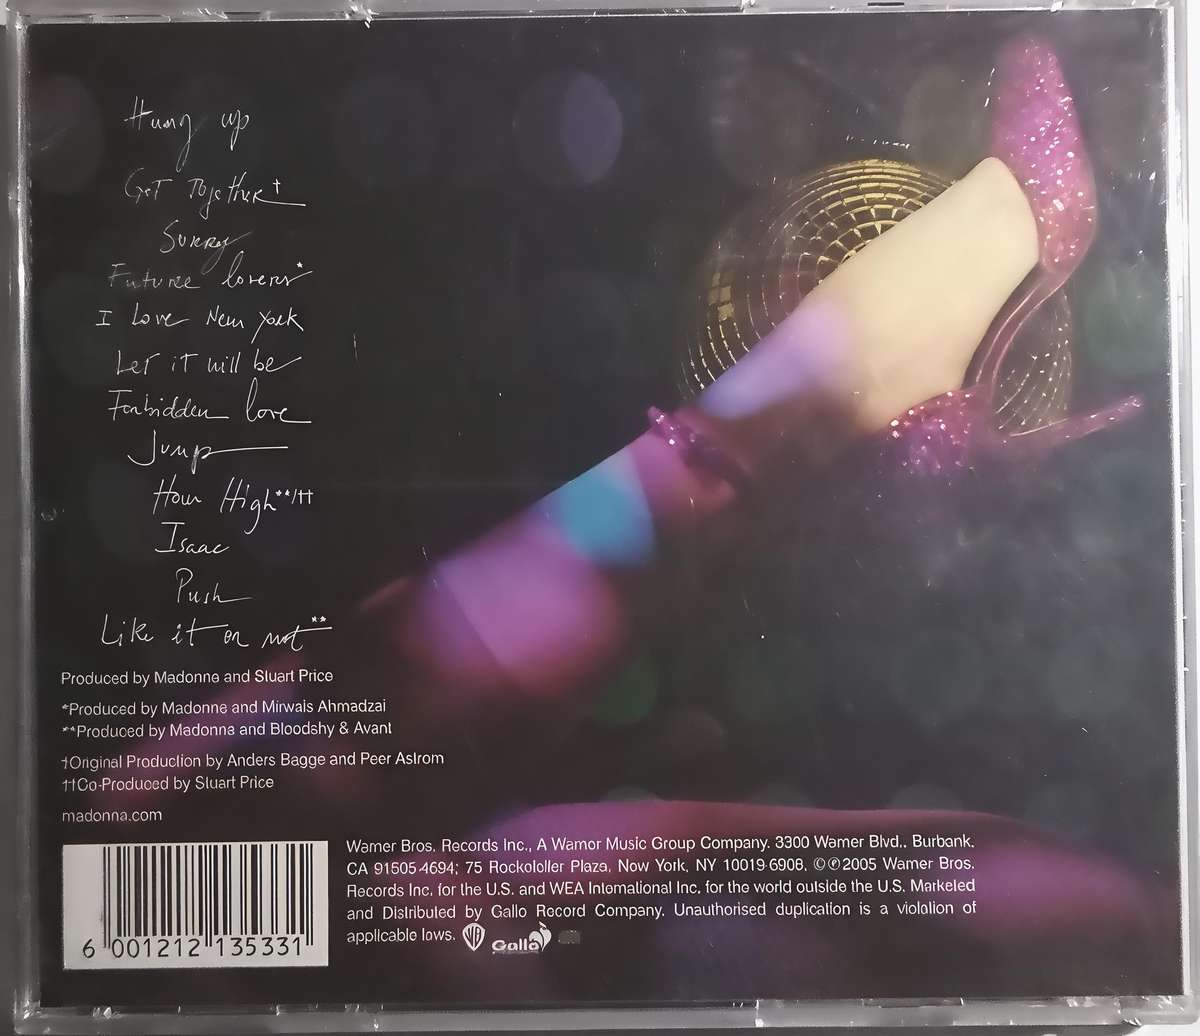 Hung up
Get Together†
Sorry
Future lovers*
I Love New York
Let it will be
Forbidden love
Jump
How High**/††
Isaac
Push
Like it or not**
Produced by Madonna and Stuart Price
*Produced by Madonna and Mirwais Ahmadzai
**Produced by Madonna and Bloodshy & Avant
†Original Production by Anders Bagge and Peer Astrom
††Co-Produced by Stuart Price
madonna.com
Warner Bros. Records Inc., A Warner Music Group Company. 3300 Warner Blvd., Burbank,
CA 91505-4694; 75 Rockefeller Plaza, New York, NY 10019-6908. ©℗2005 Warner Bros.
Records Inc. for the U.S. and WEA International Inc. for the world outside the U.S. Marketed
and Distributed by Gallo Record Company. Unauthorised duplication is a violation of
applicable laws. WB Gallo
6 001212 135331